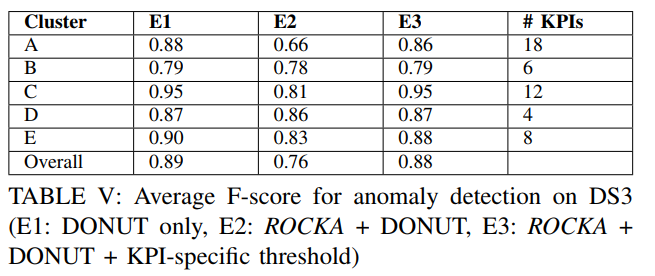 Cluster E1 E2 E3 # KPIs
A 0.88 0.66 0.86 18
B 0.79 0.78 0.79 6
C 0.95 0.81 0.95 12
D 0.87 0.86 0.87 4
E 0.90 0.83 0.88 8
Overall 0.89 0.76 0.88
TABLE V: Average F-score for anomaly detection on DS3
(E1: DONUT only, E2: ROCKA + DONUT, E3: ROCKA +
DONUT + KPI-specific threshold)